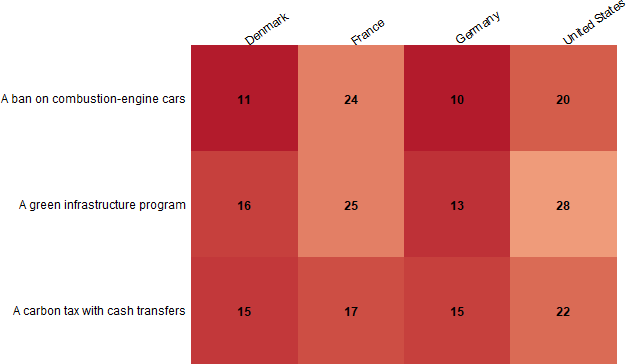 Denmark France Germany United States
A ban on combustion-engine cars 11 24 10 20
A green infrastructure program 16 25 13 28
A carbon tax with cash transfers 15 17 15 22